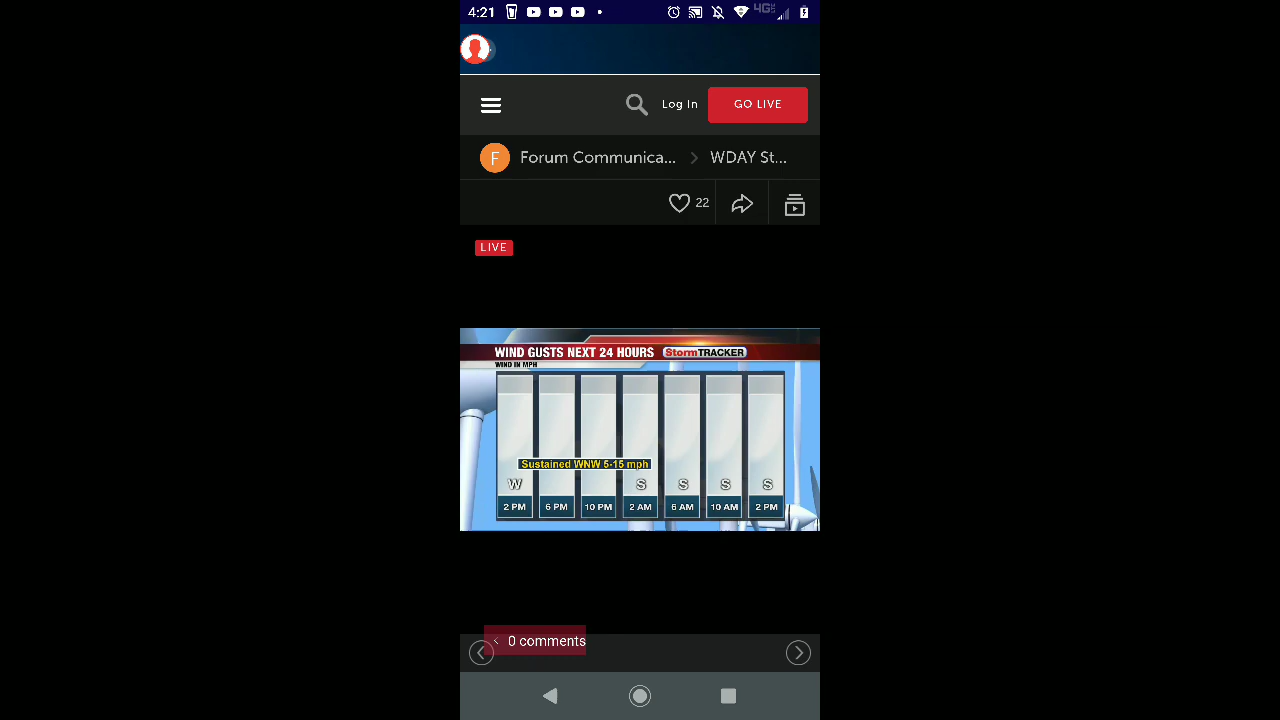 4:21
4G
Log In
GO LIVE
F
Forum Communica...
WDAY St...
22
LIVE
WIND GUSTS NEXT 24 HOURS
StormTRACKER
WIND IN MPH
Sustained WNW 5-15 mph
W
S
S
S
S
2 PM
6 PM
10 PM
2 AM
6 AM
10 AM
2 PM
0 comments